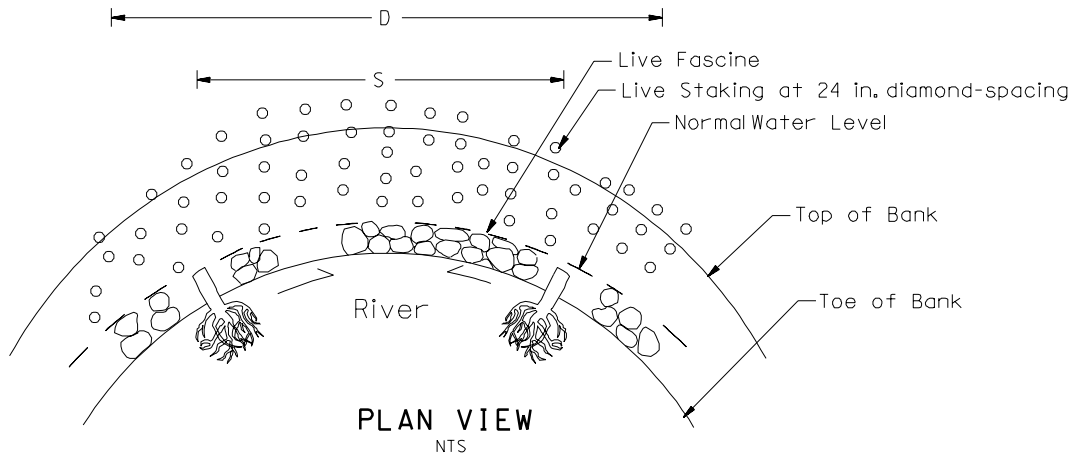 D
S
Live Fascine
Live Staking at 24 in. diamond-spacing
Normal Water Level
Top of Bank
Toe of Bank
River
PLAN VIEW
NTS